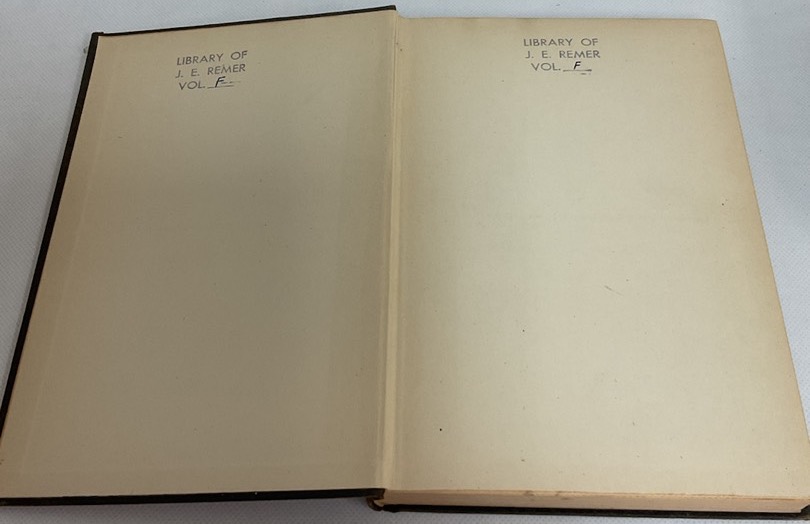 LIBRARY OF
J. E. REMER
VOL. F
LIBRARY OF
J. E. REMER
VOL. F